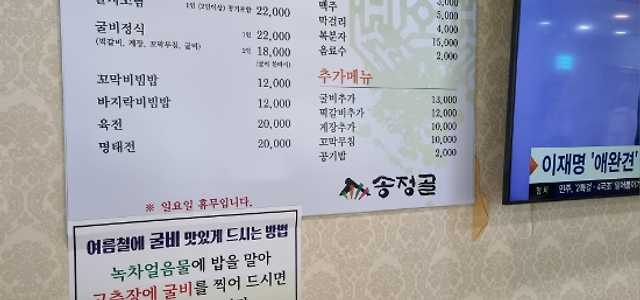 1인 (2인이상) 공기포함 22,000
굴비정식 1인 22,000
(떡갈비, 게장, 꼬막무침, 굴비) 2인 18,000
꼬막비빔밥 12,000
바지락비빔밥 12,000
육전 20,000
명태전 20,000
맥주 5,000
막걸리 4,000
복분자 15,000
음료수 2,000
추가메뉴
굴비추가 13,000
떡갈비추가 12,000
게장추가 10,000
꼬막무침 10,000
공기밥 2,000
송정골
※ 일요일 휴무입니다.
여름철에 굴비 맛있게 드시는 방법
녹차얼음물에 밥을 말아
고추장에 굴비를 찍어 드시면
이재명 '애완견'
정치